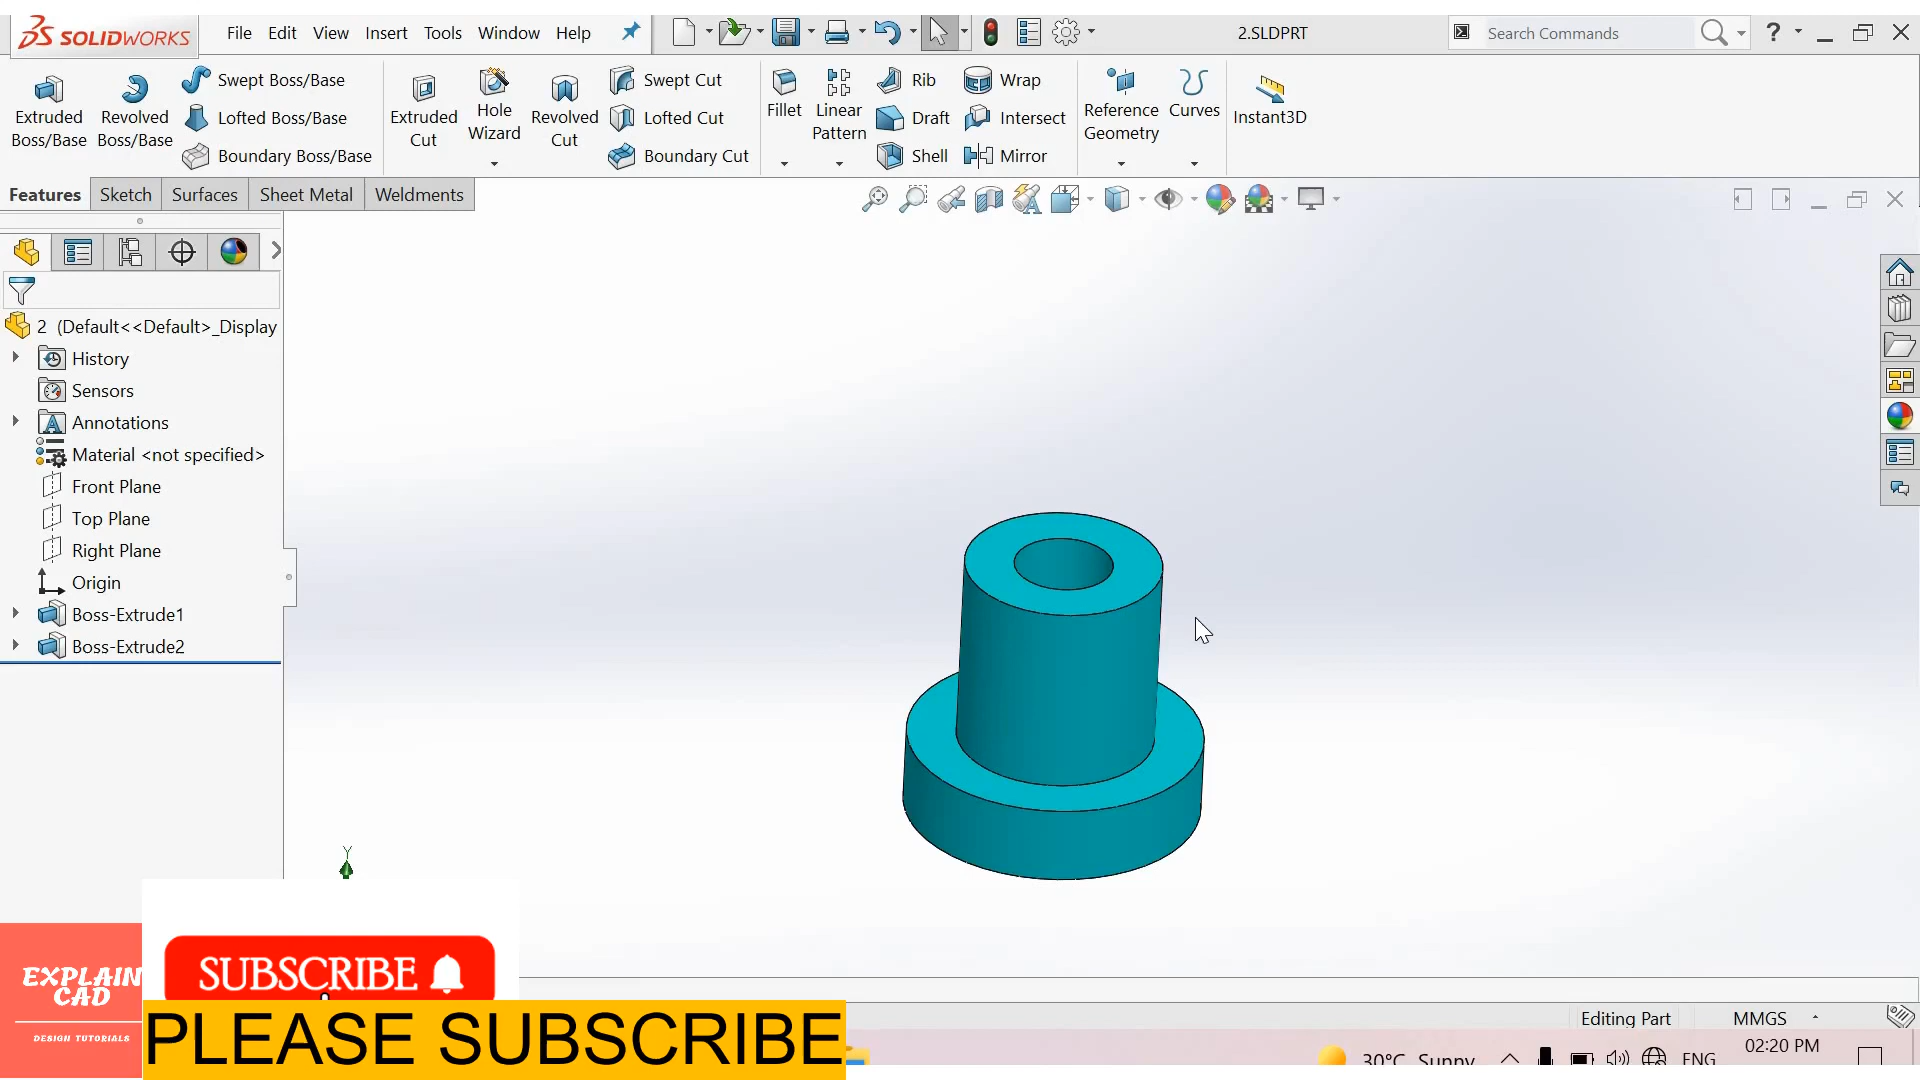 SOLIDWORKS File Edit View Insert Tools Window Help 2.SLDPRT Search Commands ?
Extruded Boss/Base
Revolved Boss/Base
Swept Boss/Base
Lofted Boss/Base
Boundary Boss/Base
Extruded Cut
Hole Wizard
Revolved Cut
Swept Cut
Lofted Cut
Boundary Cut
Fillet
Linear Pattern
Rib
Draft
Shell
Wrap
Intersect
Mirror
Reference Geometry
Curves
Instant3D
Features Sketch Surfaces Sheet Metal Weldments
2 (Default<<Default>_Display
History
Sensors
Annotations
Material <not specified>
Front Plane
Top Plane
Right Plane
Origin
Boss-Extrude1
Boss-Extrude2
Y
EXPLAIN
CAD
DESIGN TUTORIALS
SUBSCRIBE
PLEASE SUBSCRIBE
Editing Part MMGS
30°C Sunny ENG 02:20 PM